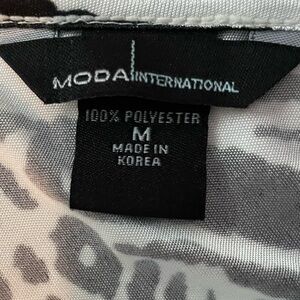 MODA INTERNATIONAL
100% POLYESTER
M
MADE IN
KOREA